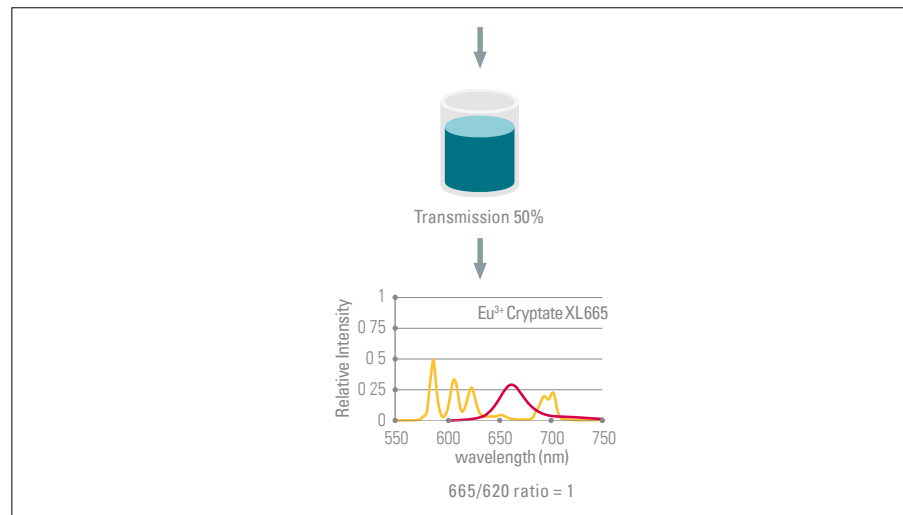 Transmission 50%
Eu³⁺ Cryptate XL665
Relative Intensity
1
0 75
0 5
0 25
0
550 600 650 700 750
wavelength (nm)
665/620 ratio = 1